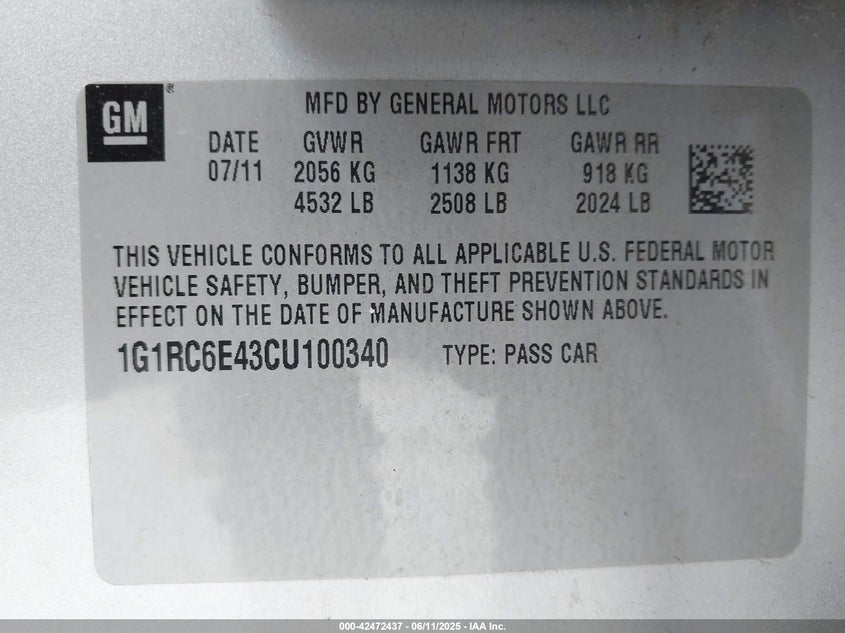 GM®
MFD BY GENERAL MOTORS LLC
DATE GVWR GAWR FRT GAWR RR
07/11 2056 KG 1138 KG 918 KG
4532 LB 2508 LB 2024 LB
THIS VEHICLE CONFORMS TO ALL APPLICABLE U.S. FEDERAL MOTOR
VEHICLE SAFETY, BUMPER, AND THEFT PREVENTION STANDARDS IN
EFFECT ON THE DATE OF MANUFACTURE SHOWN ABOVE.
1G1RC6E43CU100340 TYPE: PASS CAR
000-42472437 - 06/11/2025 - IAA Inc.